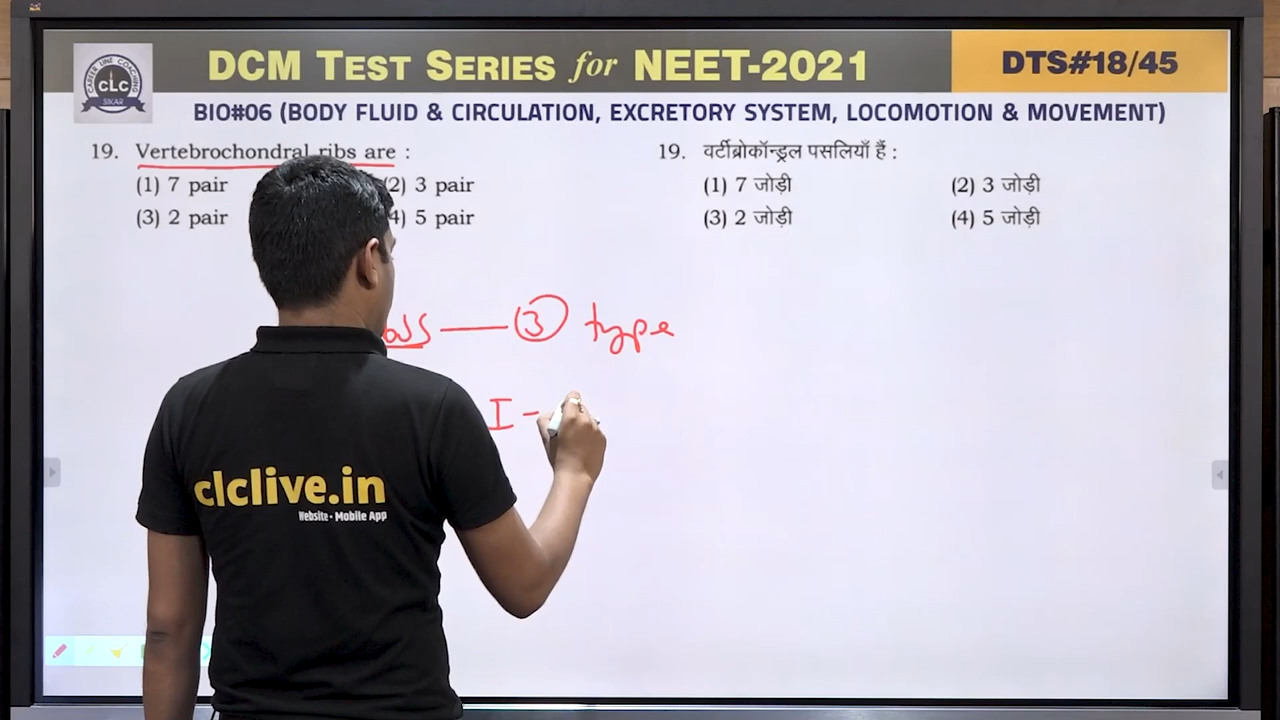 DCM TEST SERIES for NEET-2021
DTS#18/45
CAREER LINE COACHING
CLC
SIKAR
BIO#06 (BODY FLUID & CIRCULATION, EXCRETORY SYSTEM, LOCOMOTION & MOVEMENT)
19. Vertebrochondral ribs are :
(1) 7 pair (2) 3 pair
(3) 2 pair 4) 5 pair
19. वर्टीब्रोकॉन्ड्रल पसलियाँ हैं :
(1) 7 जोड़ी (2) 3 जोड़ी
(3) 2 जोड़ी (4) 5 जोड़ी
3 type
I -
clclive.in
Website • Mobile App